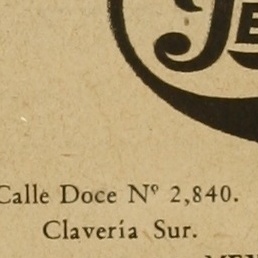 Calle Doce Nº 2,840.
Clavería Sur.